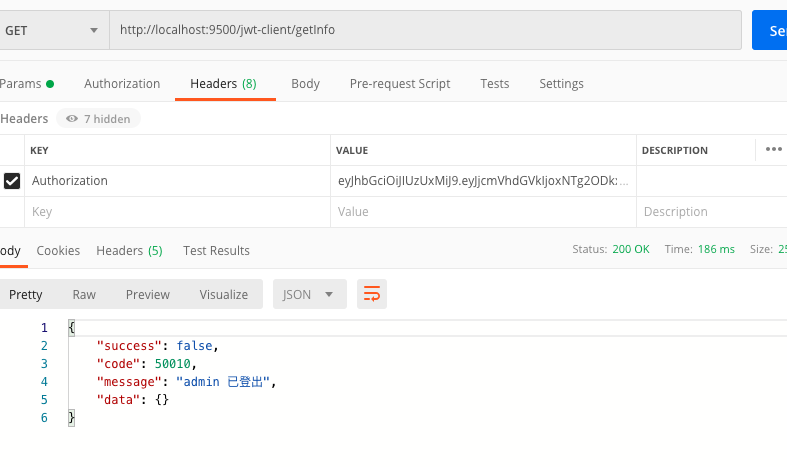 GET http://localhost:9500/jwt-client/getInfo
Params Authorization Headers (8) Body Pre-request Script Tests Settings
Headers 7 hidden
KEY VALUE DESCRIPTION
Authorization eyJhbGciOiJIUzUxMiJ9.eyJjcmVhdGVkIjoxNTg2ODk...
Key Value Description
Cookies Headers (5) Test Results Status: 200 OK Time: 186 ms Size:
Pretty Raw Preview Visualize JSON
1 {
2 "success": false,
3 "code": 50010,
4 "message": "admin 已登出",
5 "data": {}
6 }